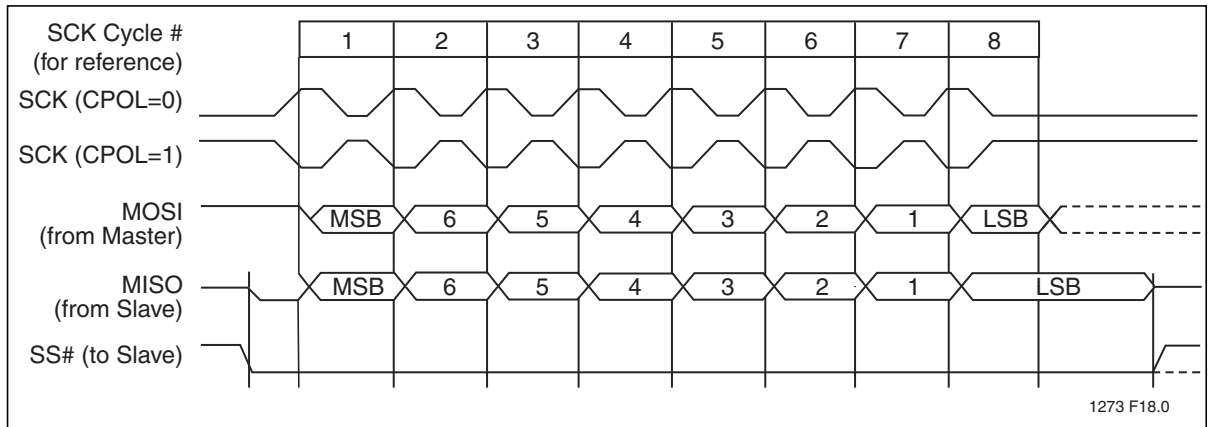 SCK Cycle #
(for reference)
1 2 3 4 5 6 7 8
SCK (CPOL=0)
SCK (CPOL=1)
MOSI
(from Master)
MSB 6 5 4 3 2 1 LSB
MISO
(from Slave)
MSB 6 5 4 3 2 1 LSB
SS# (to Slave)
1273 F18.0